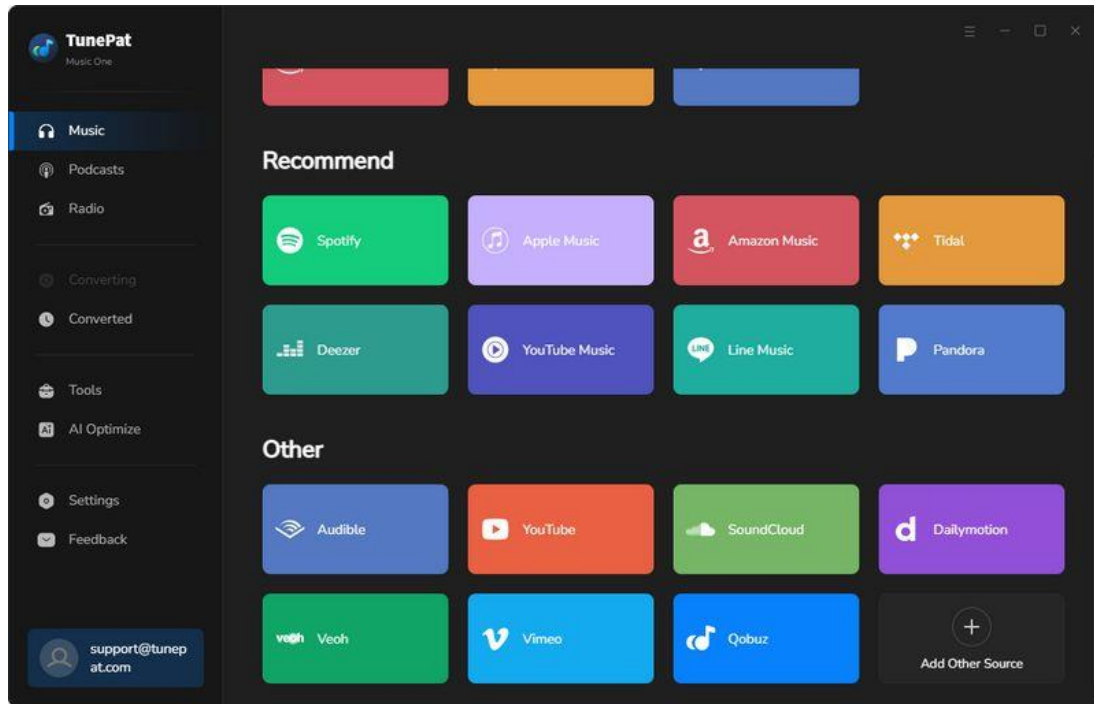 TunePat
Music One
Music
Podcasts
Radio
Converting
Converted
Tools
AI Optimize
Settings
Feedback
support@tunep
at.com
Recommend
Spotify
Apple Music
Amazon Music
Tidal
Deezer
YouTube Music
LINE
Line Music
Pandora
Other
Audible
YouTube
SoundCloud
Dailymotion
veoh
Veoh
Vimeo
Qobuz
Add Other Source